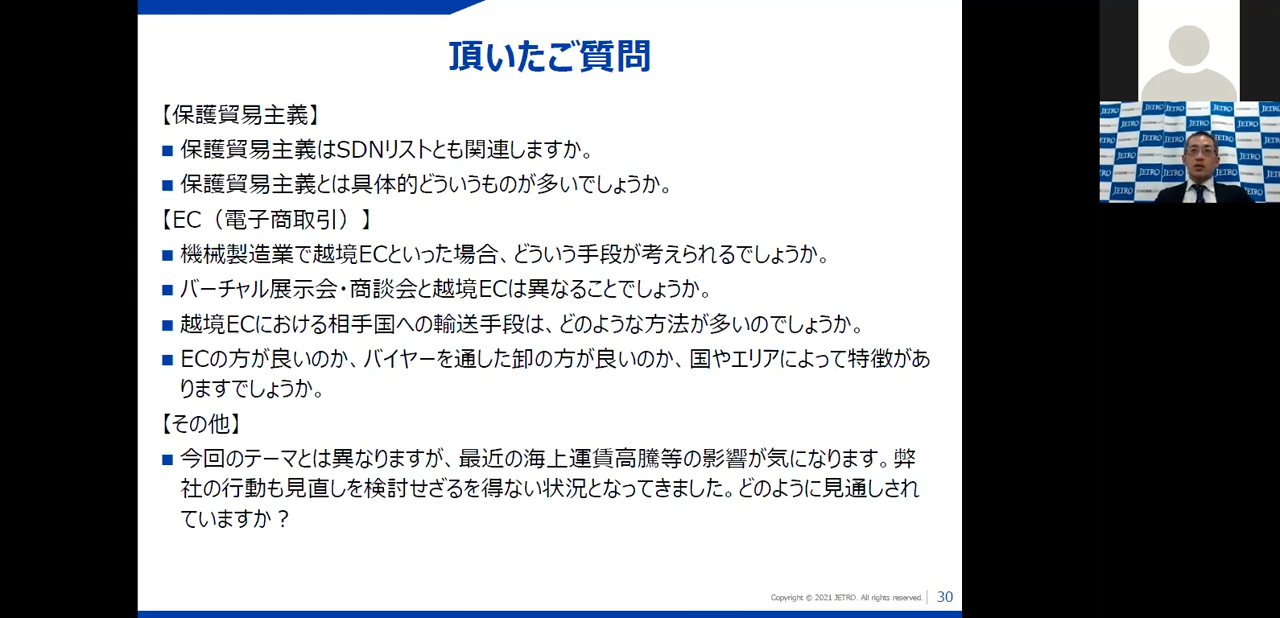 頂いたご質問
【保護貿易主義】
■ 保護貿易主義はSDNリストとも関連しますか。
■ 保護貿易主義とは具体的どういうものが多いでしょうか。
【EC（電子商取引）】
■ 機械製造業で越境ECといった場合、どういう手段が考えられるでしょうか。
■ バーチャル展示会・商談会と越境ECは異なることでしょうか。
■ 越境ECにおける相手国への輸送手段は、どのような方法が多いのでしょうか。
■ ECの方が良いのか、バイヤーを通した卸の方が良いのか、国やエリアによって特徴があ
りますでしょうか。
【その他】
■ 今回のテーマとは異なりますが、最近の海上運賃高騰等の影響が気になります。弊
社の行動も見直しを検討せざるを得ない状況となってきました。どのように見通しされ
ていますか？
Copyright © 2021 JETRO. All rights reserved. 30
JETRO